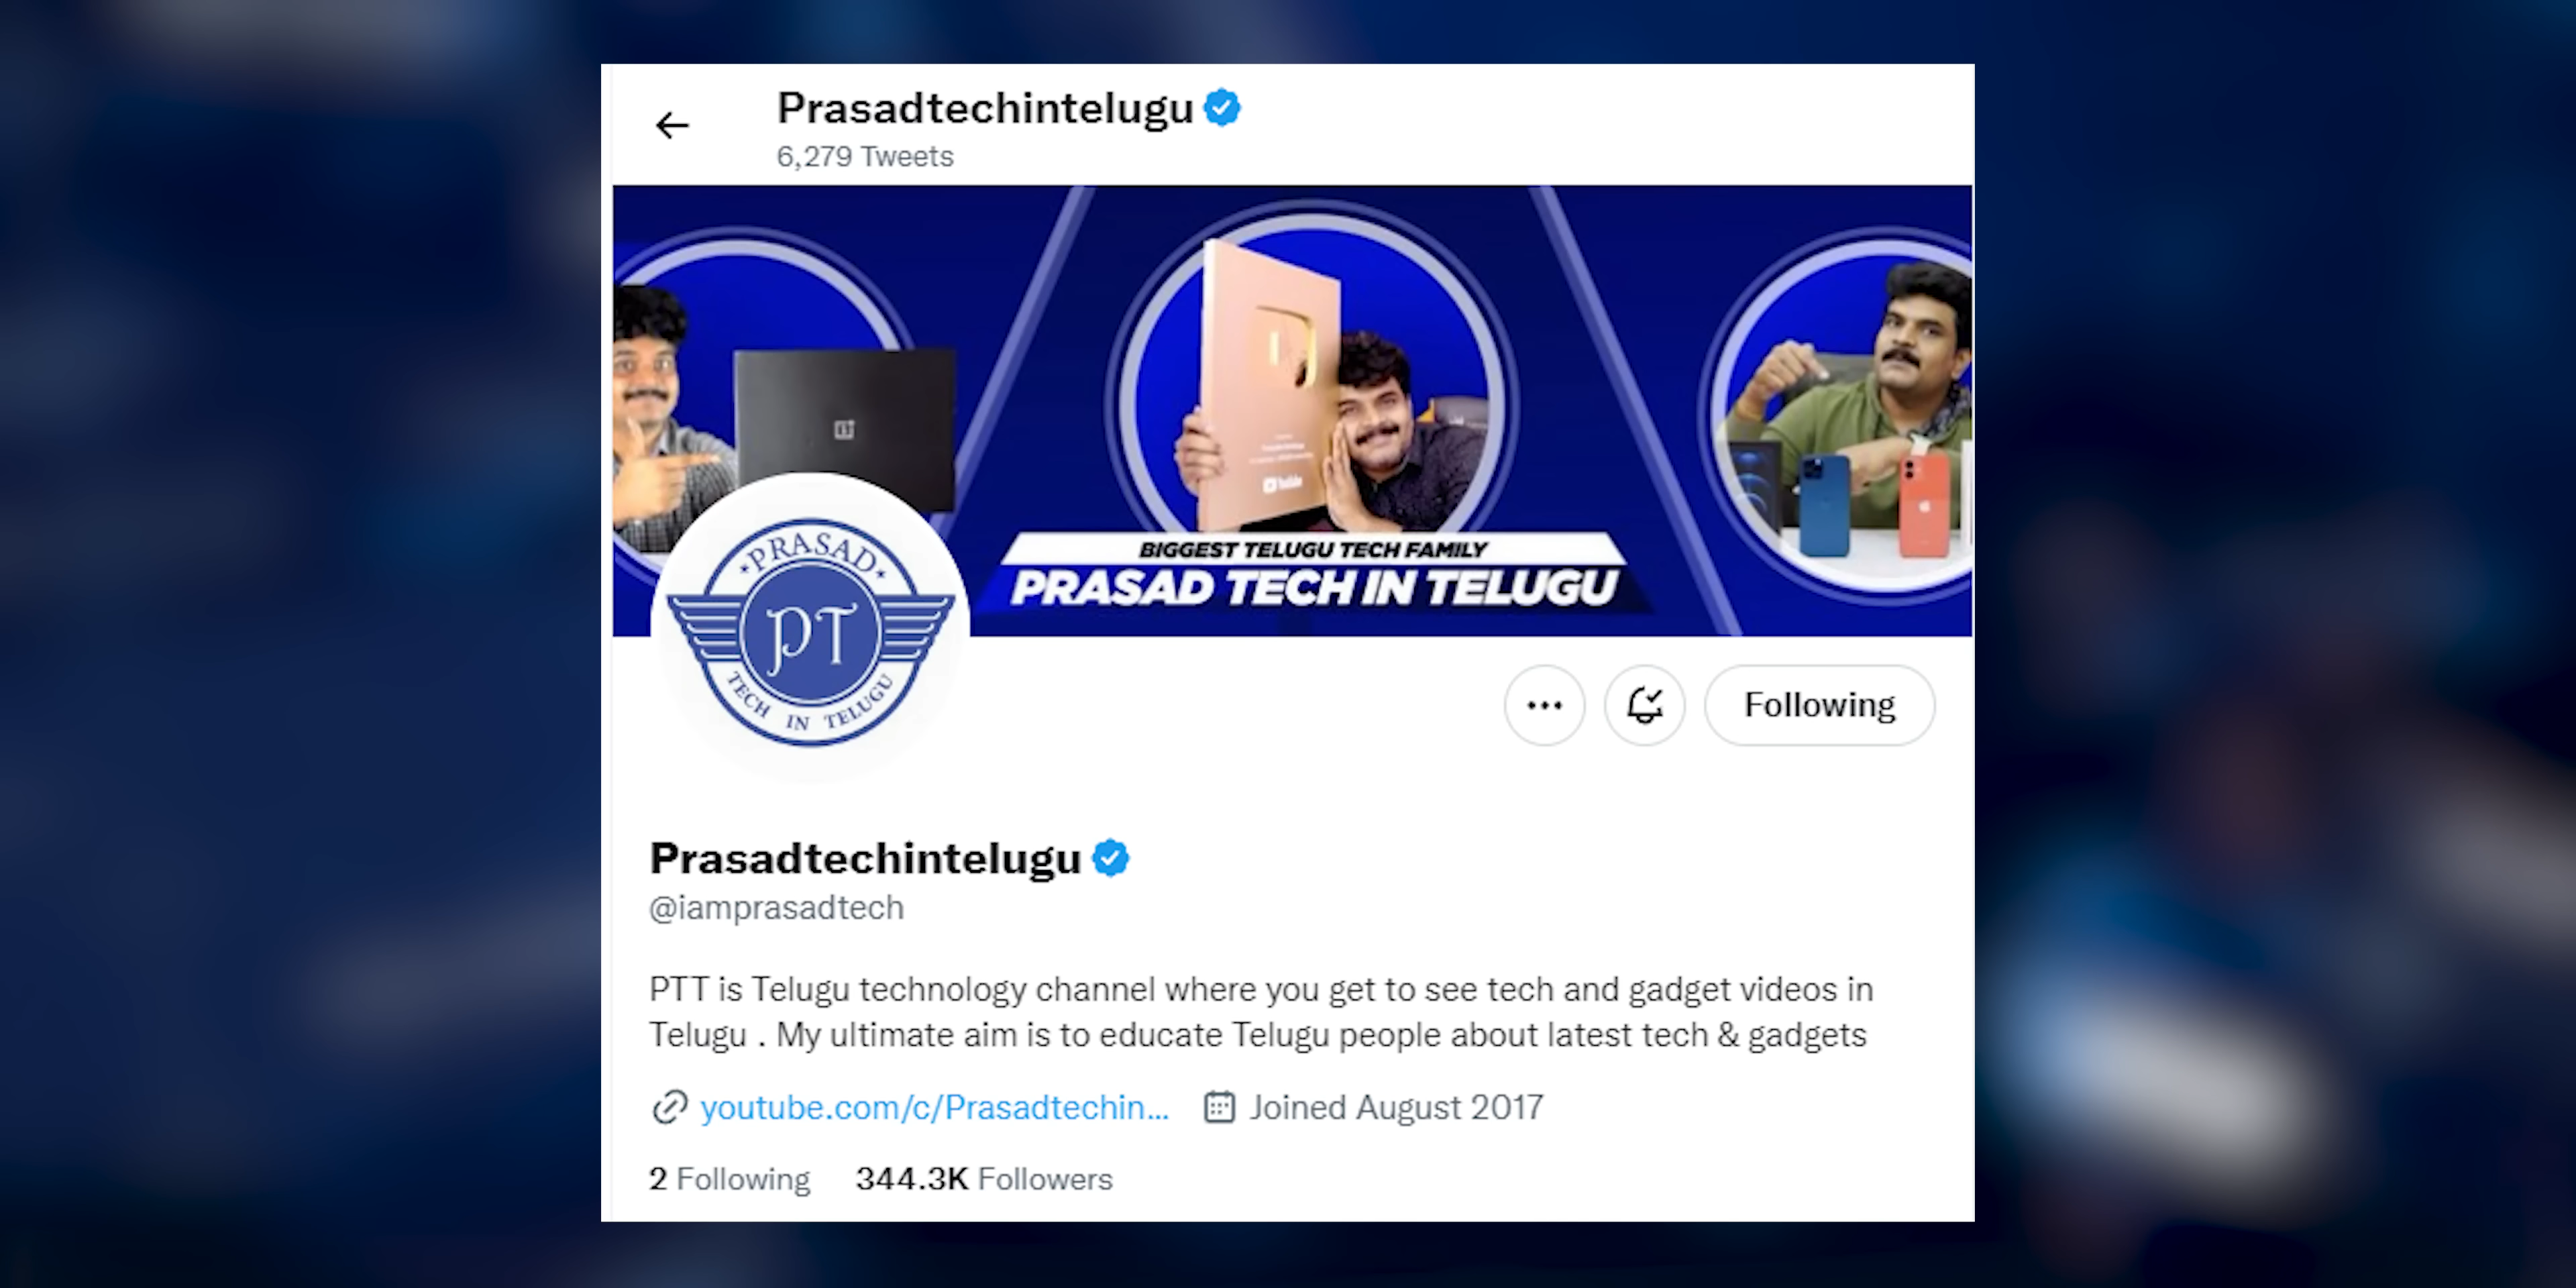 Prasadtechintelugu
6,279 Tweets
BIGGEST TELUGU TECH FAMILY
PRASAD TECH IN TELUGU
PRASAD
PT
TECH IN TELUGU
Following
Prasadtechintelugu
@iamprasadtech
PTT is Telugu technology channel where you get to see tech and gadget videos in
Telugu . My ultimate aim is to educate Telugu people about latest tech & gadgets
youtube.com/c/Prasadtechin... Joined August 2017
2 Following 344.3K Followers